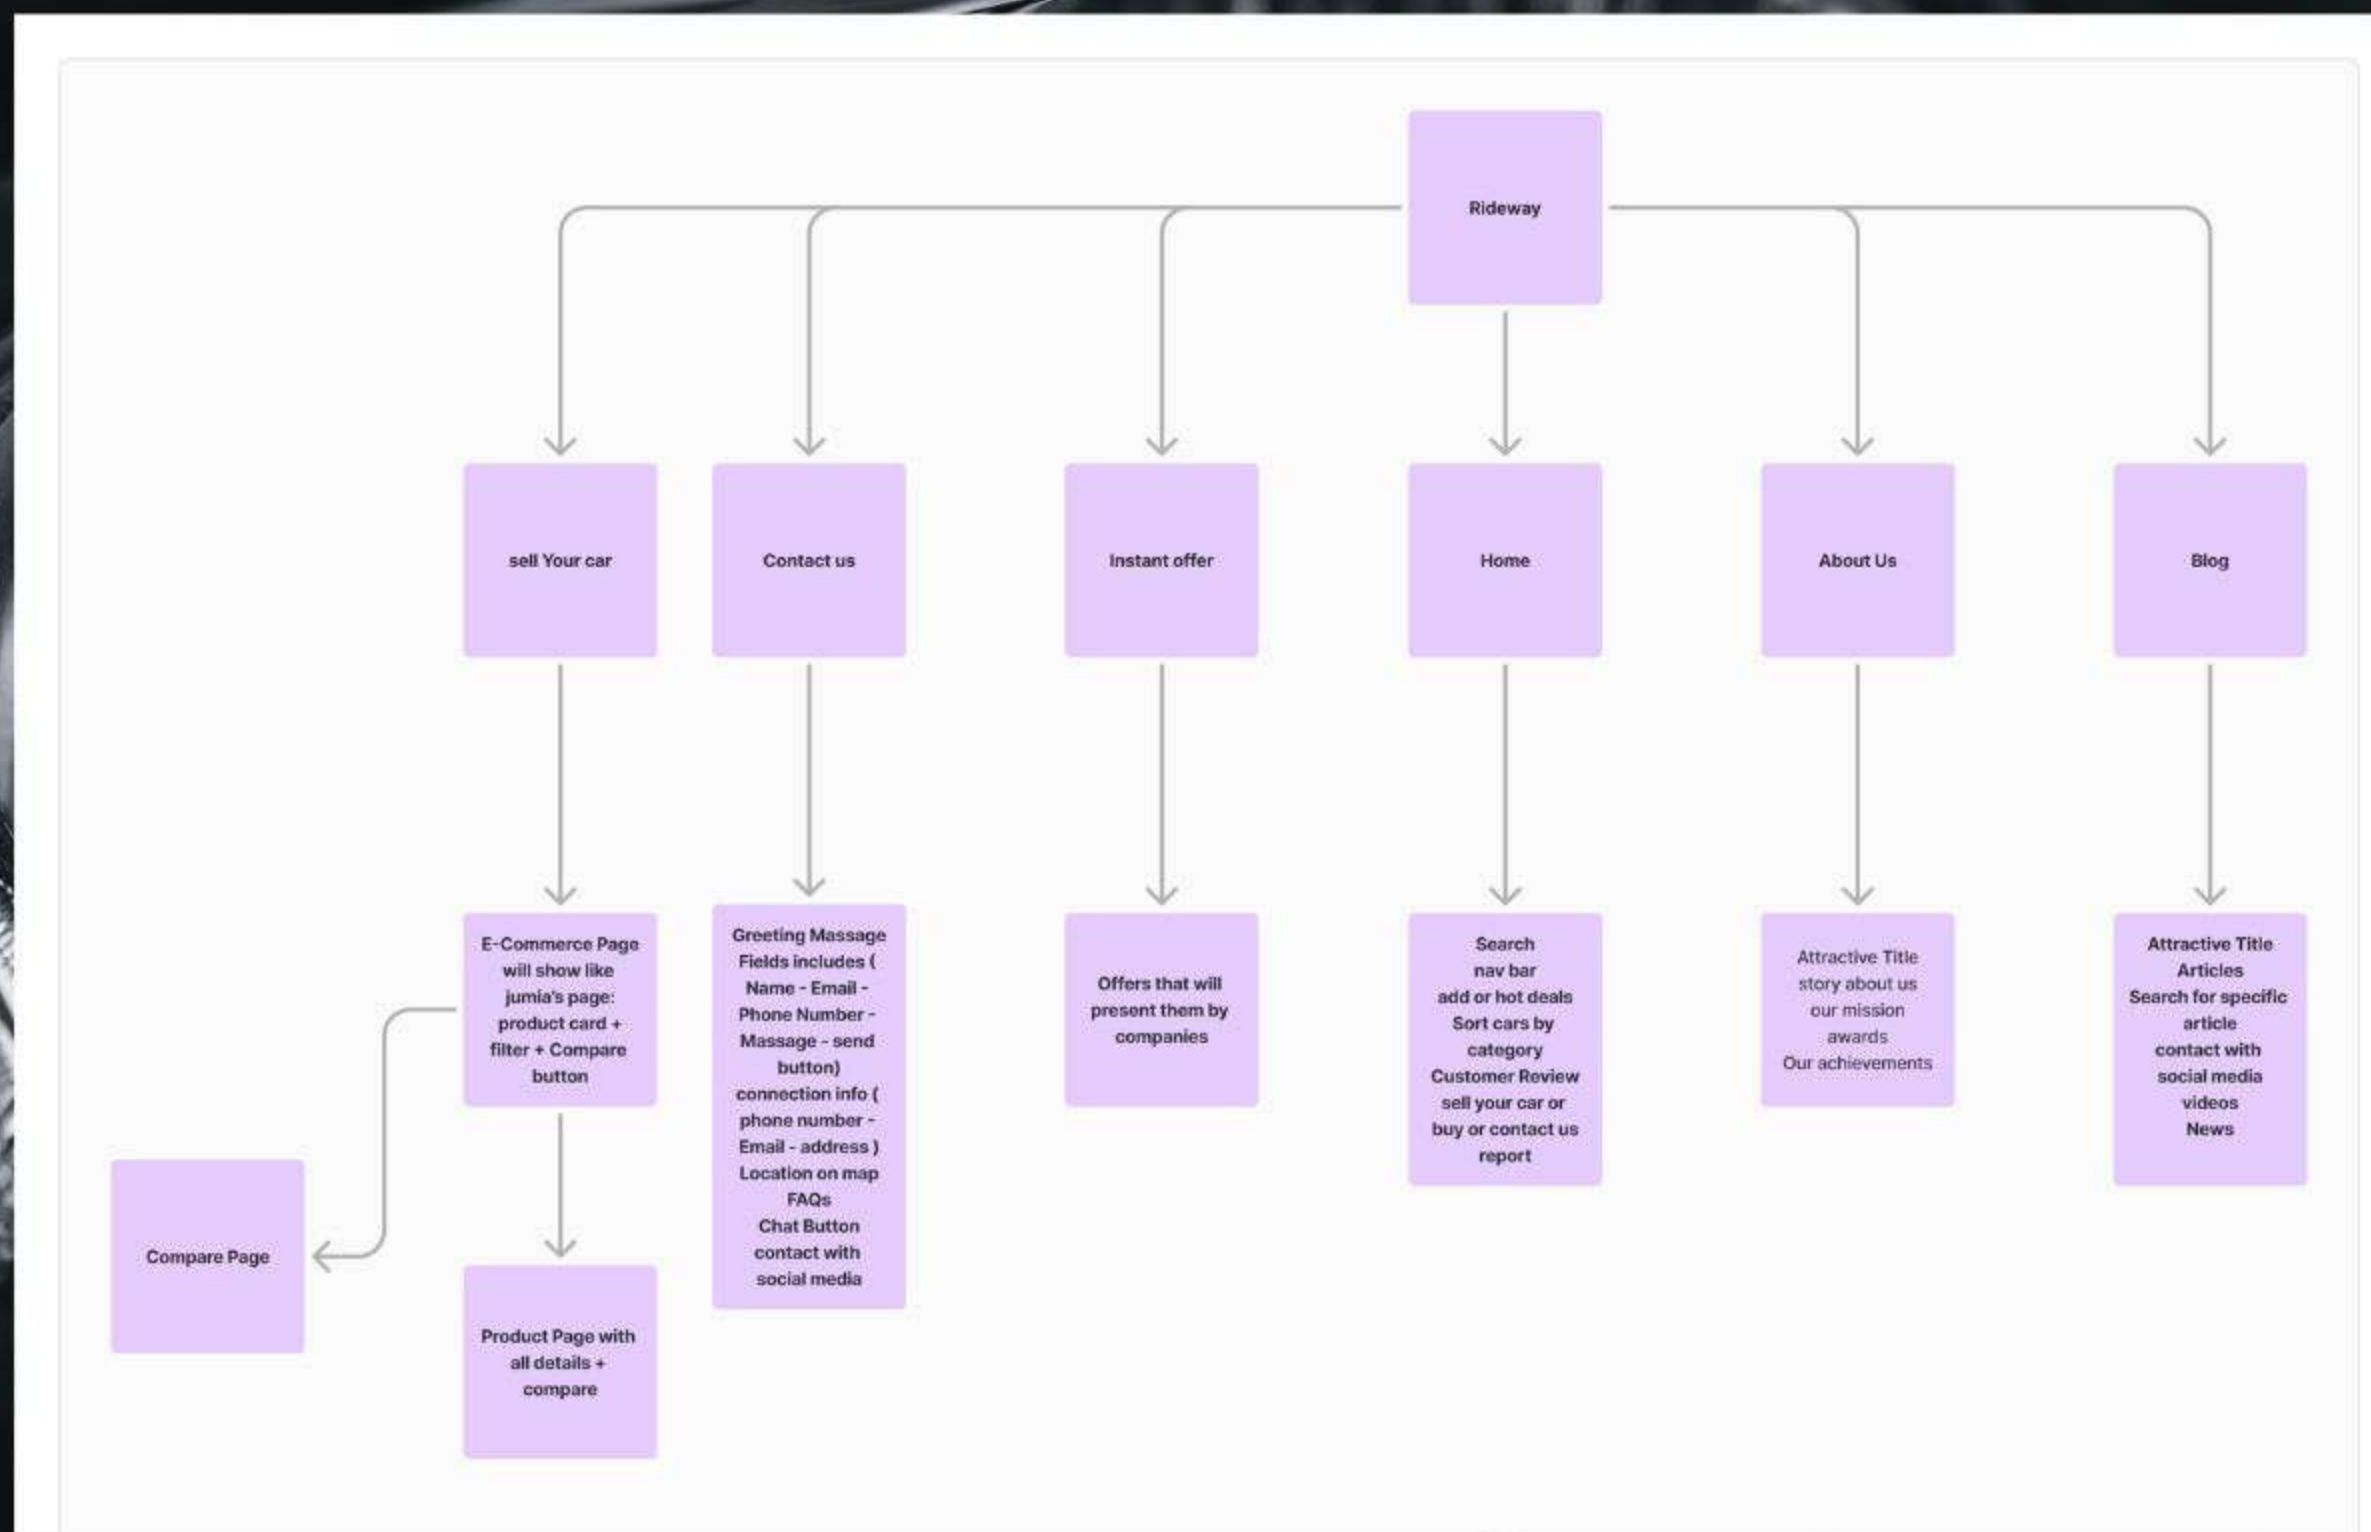 Rideway
sell Your car
Contact us
Instant offer
Home
About Us
Blog
E-Commerce Page
will show like
jumia's page:
product card +
filter + Compare
button
Greeting Massage
Fields includes (
Name - Email -
Phone Number -
Massage - send
button)
connection info (
phone number -
Email - address )
Location on map
FAQs
Chat Button
contact with
social media
Offers that will
present them by
companies
Search
nav bar
add or hot deals
Sort cars by
category
Customer Review
sell your car or
buy or contact us
report
Attractive Title
story about us
our mission
awards
Our achievements
Attractive Title
Articles
Search for specific
article
contact with
social media
videos
News
Compare Page
Product Page with
all details +
compare